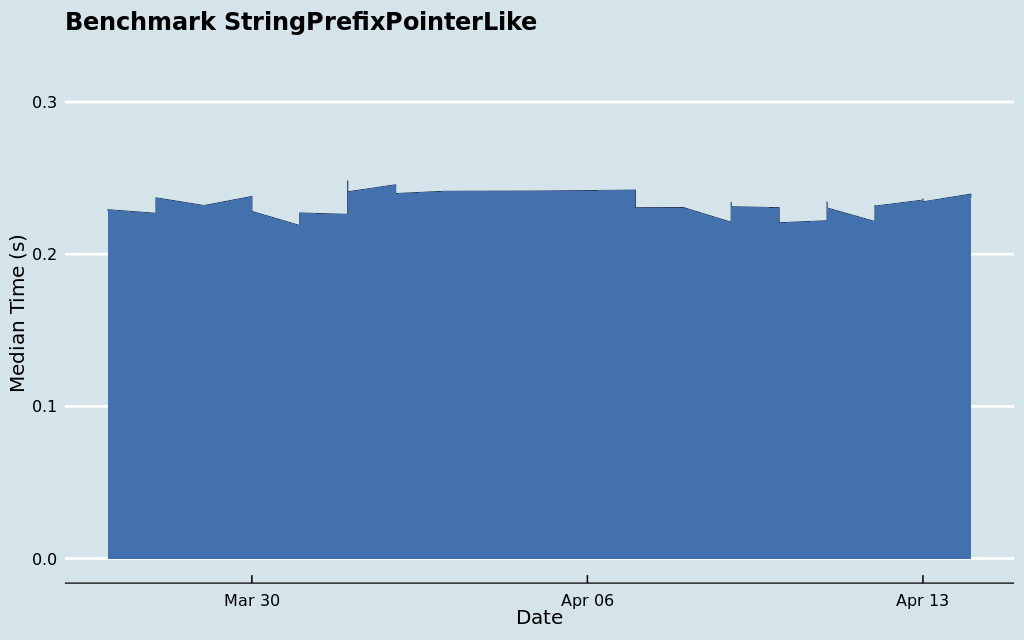 Benchmark StringPrefixPointerLike
0.3
0.2
0.1
0.0
Median Time (s)
Mar 30
Apr 06
Apr 13
Date